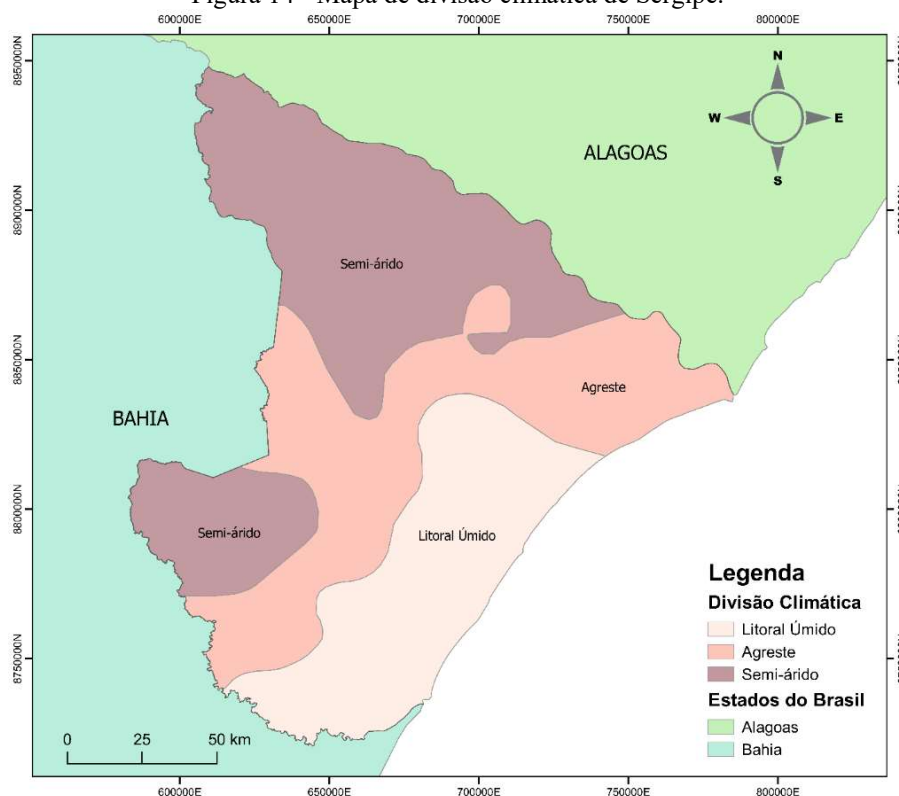 Figura 14 - Mapa de divisão climática de Sergipe.
600000E 650000E 700000E 750000E 800000E
8950000N
N
W E
S
ALAGOAS
8900000N
Semi-árido
8850000N
Agreste
BAHIA
8800000N
Semi-árido
Litoral Úmido
Legenda
Divisão Climática
Litoral Úmido
Agreste
Semi-árido
Estados do Brasil
Alagoas
Bahia
8750000N
0 25 50 km
600000E 650000E 700000E 750000E 800000E